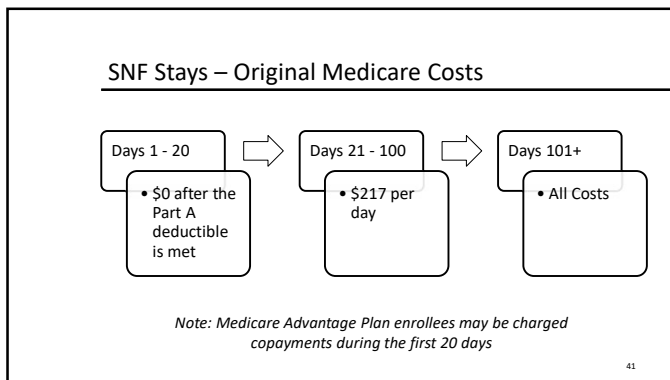 SNF Stays – Original Medicare Costs
Days 1 - 20
• $0 after the
Part A
deductible
is met
Days 21 - 100
• $217 per
day
Days 101+
• All Costs
Note: Medicare Advantage Plan enrollees may be charged
copayments during the first 20 days
41